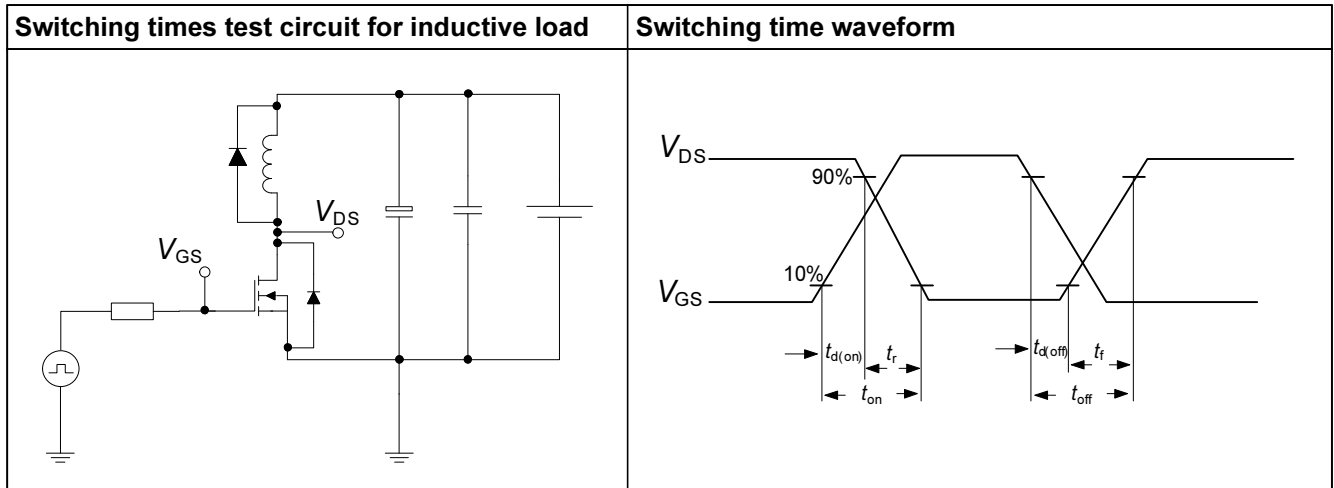 Switching times test circuit for inductive load
Switching time waveform
VDS
VGS
VDS
90%
10%
VGS
td(on)
tr
ton
td(off)
tf
toff